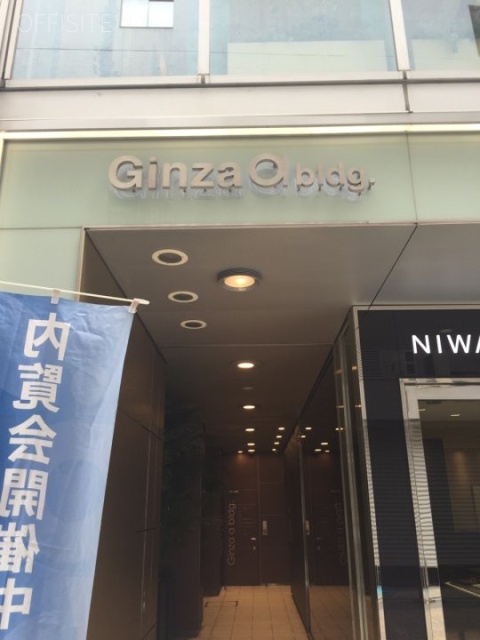 OFFISITE
Ginza a bldg.
NIWA
内覧会開催中
Ginza a bldg.